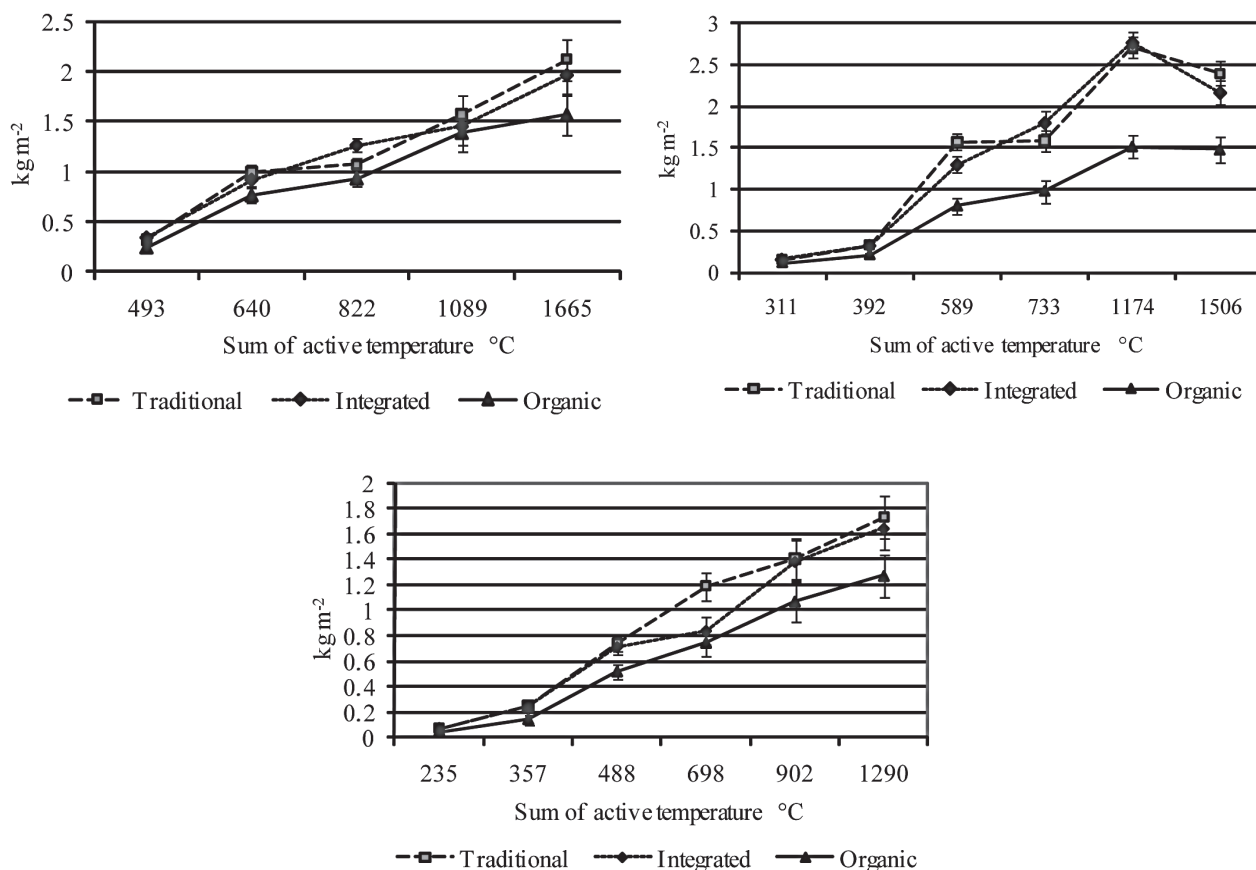 2.5
2
1.5
1
0.5
0
kg m-2
493 640 822 1089 1665
Sum of active temperature °C
Traditional Integrated Organic
3
2.5
2
1.5
1
0.5
0
kg m-2
311 392 589 733 1174 1506
Sum of active temperature °C
Traditional Integrated Organic
2
1.8
1.6
1.4
1.2
1
0.8
0.6
0.4
0.2
0
kg m-2
235 357 488 698 902 1290
Sum of active temperature °C
Traditional Integrated Organic